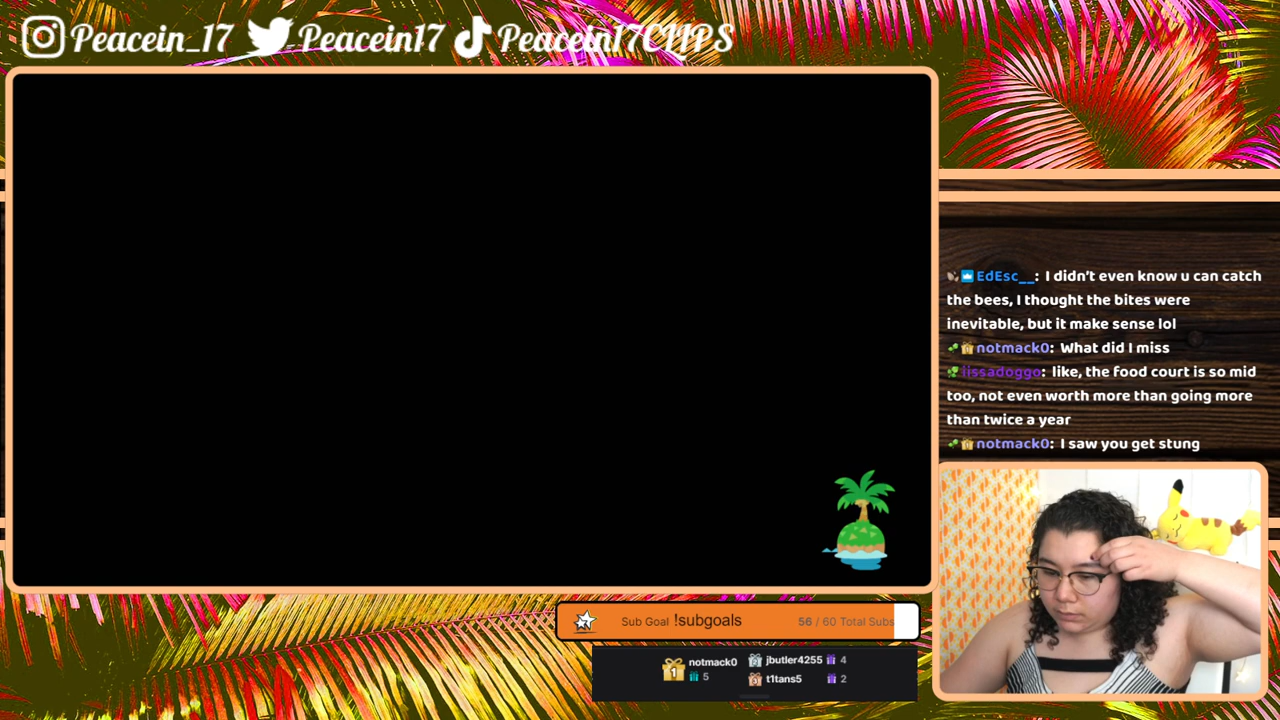 Peacein_17 Peacein17 Peacein17ClIPS
EdEsc__: I didn't even know u can catch
the bees, I thought the bites were
inevitable, but it make sense lol
notmack0: What did I miss
lissadoggo: like, the food court is so mid
too, not even worth more than going more
than twice a year
notmack0: I saw you get stung
Sub Goal !subgoals 56 / 60 Total Subs
1 notmack0 5
2 jbutler4255 4
3 t1tans5 2